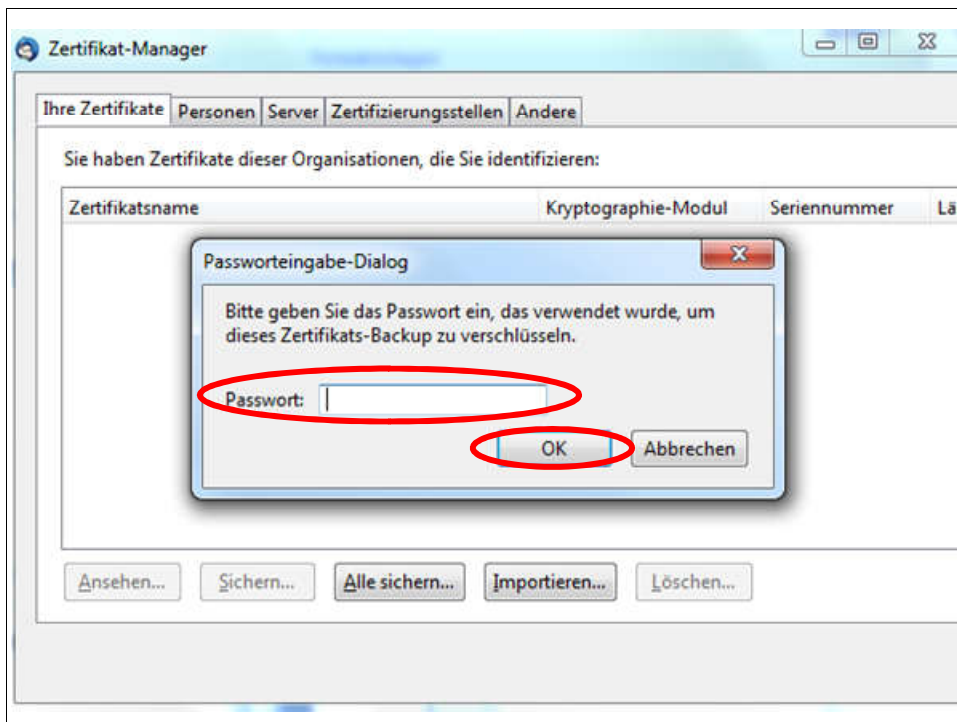 Zertifikat-Manager
Ihre Zertifikate Personen Server Zertifizierungsstellen Andere
Sie haben Zertifikate dieser Organisationen, die Sie identifizieren:
Zertifikatsname Kryptographie-Modul Seriennummer Lä
Passworteingabe-Dialog
Bitte geben Sie das Passwort ein, das verwendet wurde, um
dieses Zertifikats-Backup zu verschlüsseln.
Passwort:
OK Abbrechen
Ansehen... Sichern... Alle sichern... Importieren... Löschen...